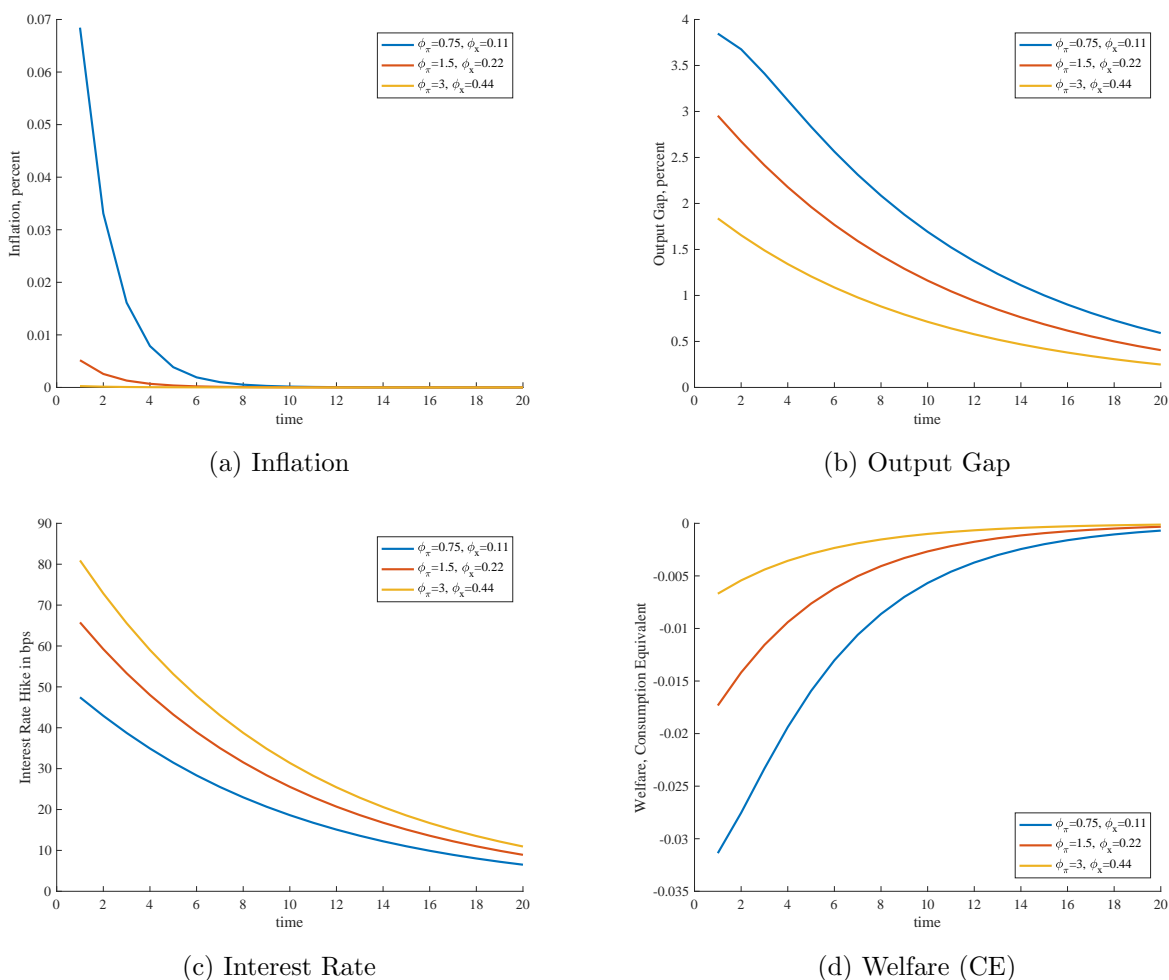 0.07
0.06
0.05
0.04
0.03
0.02
0.01
0
Inflation, percent
ϕπ=0.75, ϕx=0.11
ϕπ=1.5, ϕx=0.22
ϕπ=3, ϕx=0.44
0 2 4 6 8 10 12 14 16 18 20
time
(a) Inflation
4
3.5
3
2.5
2
1.5
1
0.5
0
Output Gap, percent
ϕπ=0.75, ϕx=0.11
ϕπ=1.5, ϕx=0.22
ϕπ=3, ϕx=0.44
0 2 4 6 8 10 12 14 16 18 20
time
(b) Output Gap
90
80
70
60
50
40
30
20
10
0
Interest Rate Hike in bps
ϕπ=0.75, ϕx=0.11
ϕπ=1.5, ϕx=0.22
ϕπ=3, ϕx=0.44
0 2 4 6 8 10 12 14 16 18 20
time
(c) Interest Rate
0
-0.005
-0.01
-0.015
-0.02
-0.025
-0.03
-0.035
Welfare, Consumption Equivalent
ϕπ=0.75, ϕx=0.11
ϕπ=1.5, ϕx=0.22
ϕπ=3, ϕx=0.44
0 2 4 6 8 10 12 14 16 18 20
time
(d) Welfare (CE)